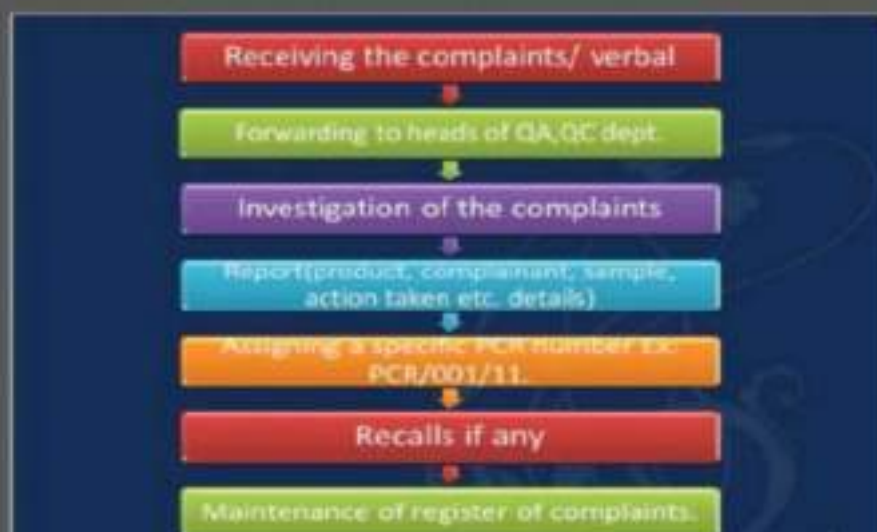 Receiving the complaints/ verbal
Forwarding to heads of QA,QC dept.
Investigation of the complaints
Report(product, complainant, sample,
action taken etc. details)
Assigning a specific PCR number Ex:
PCR/001/11.
Recalls if any
Maintenance of register of complaints.